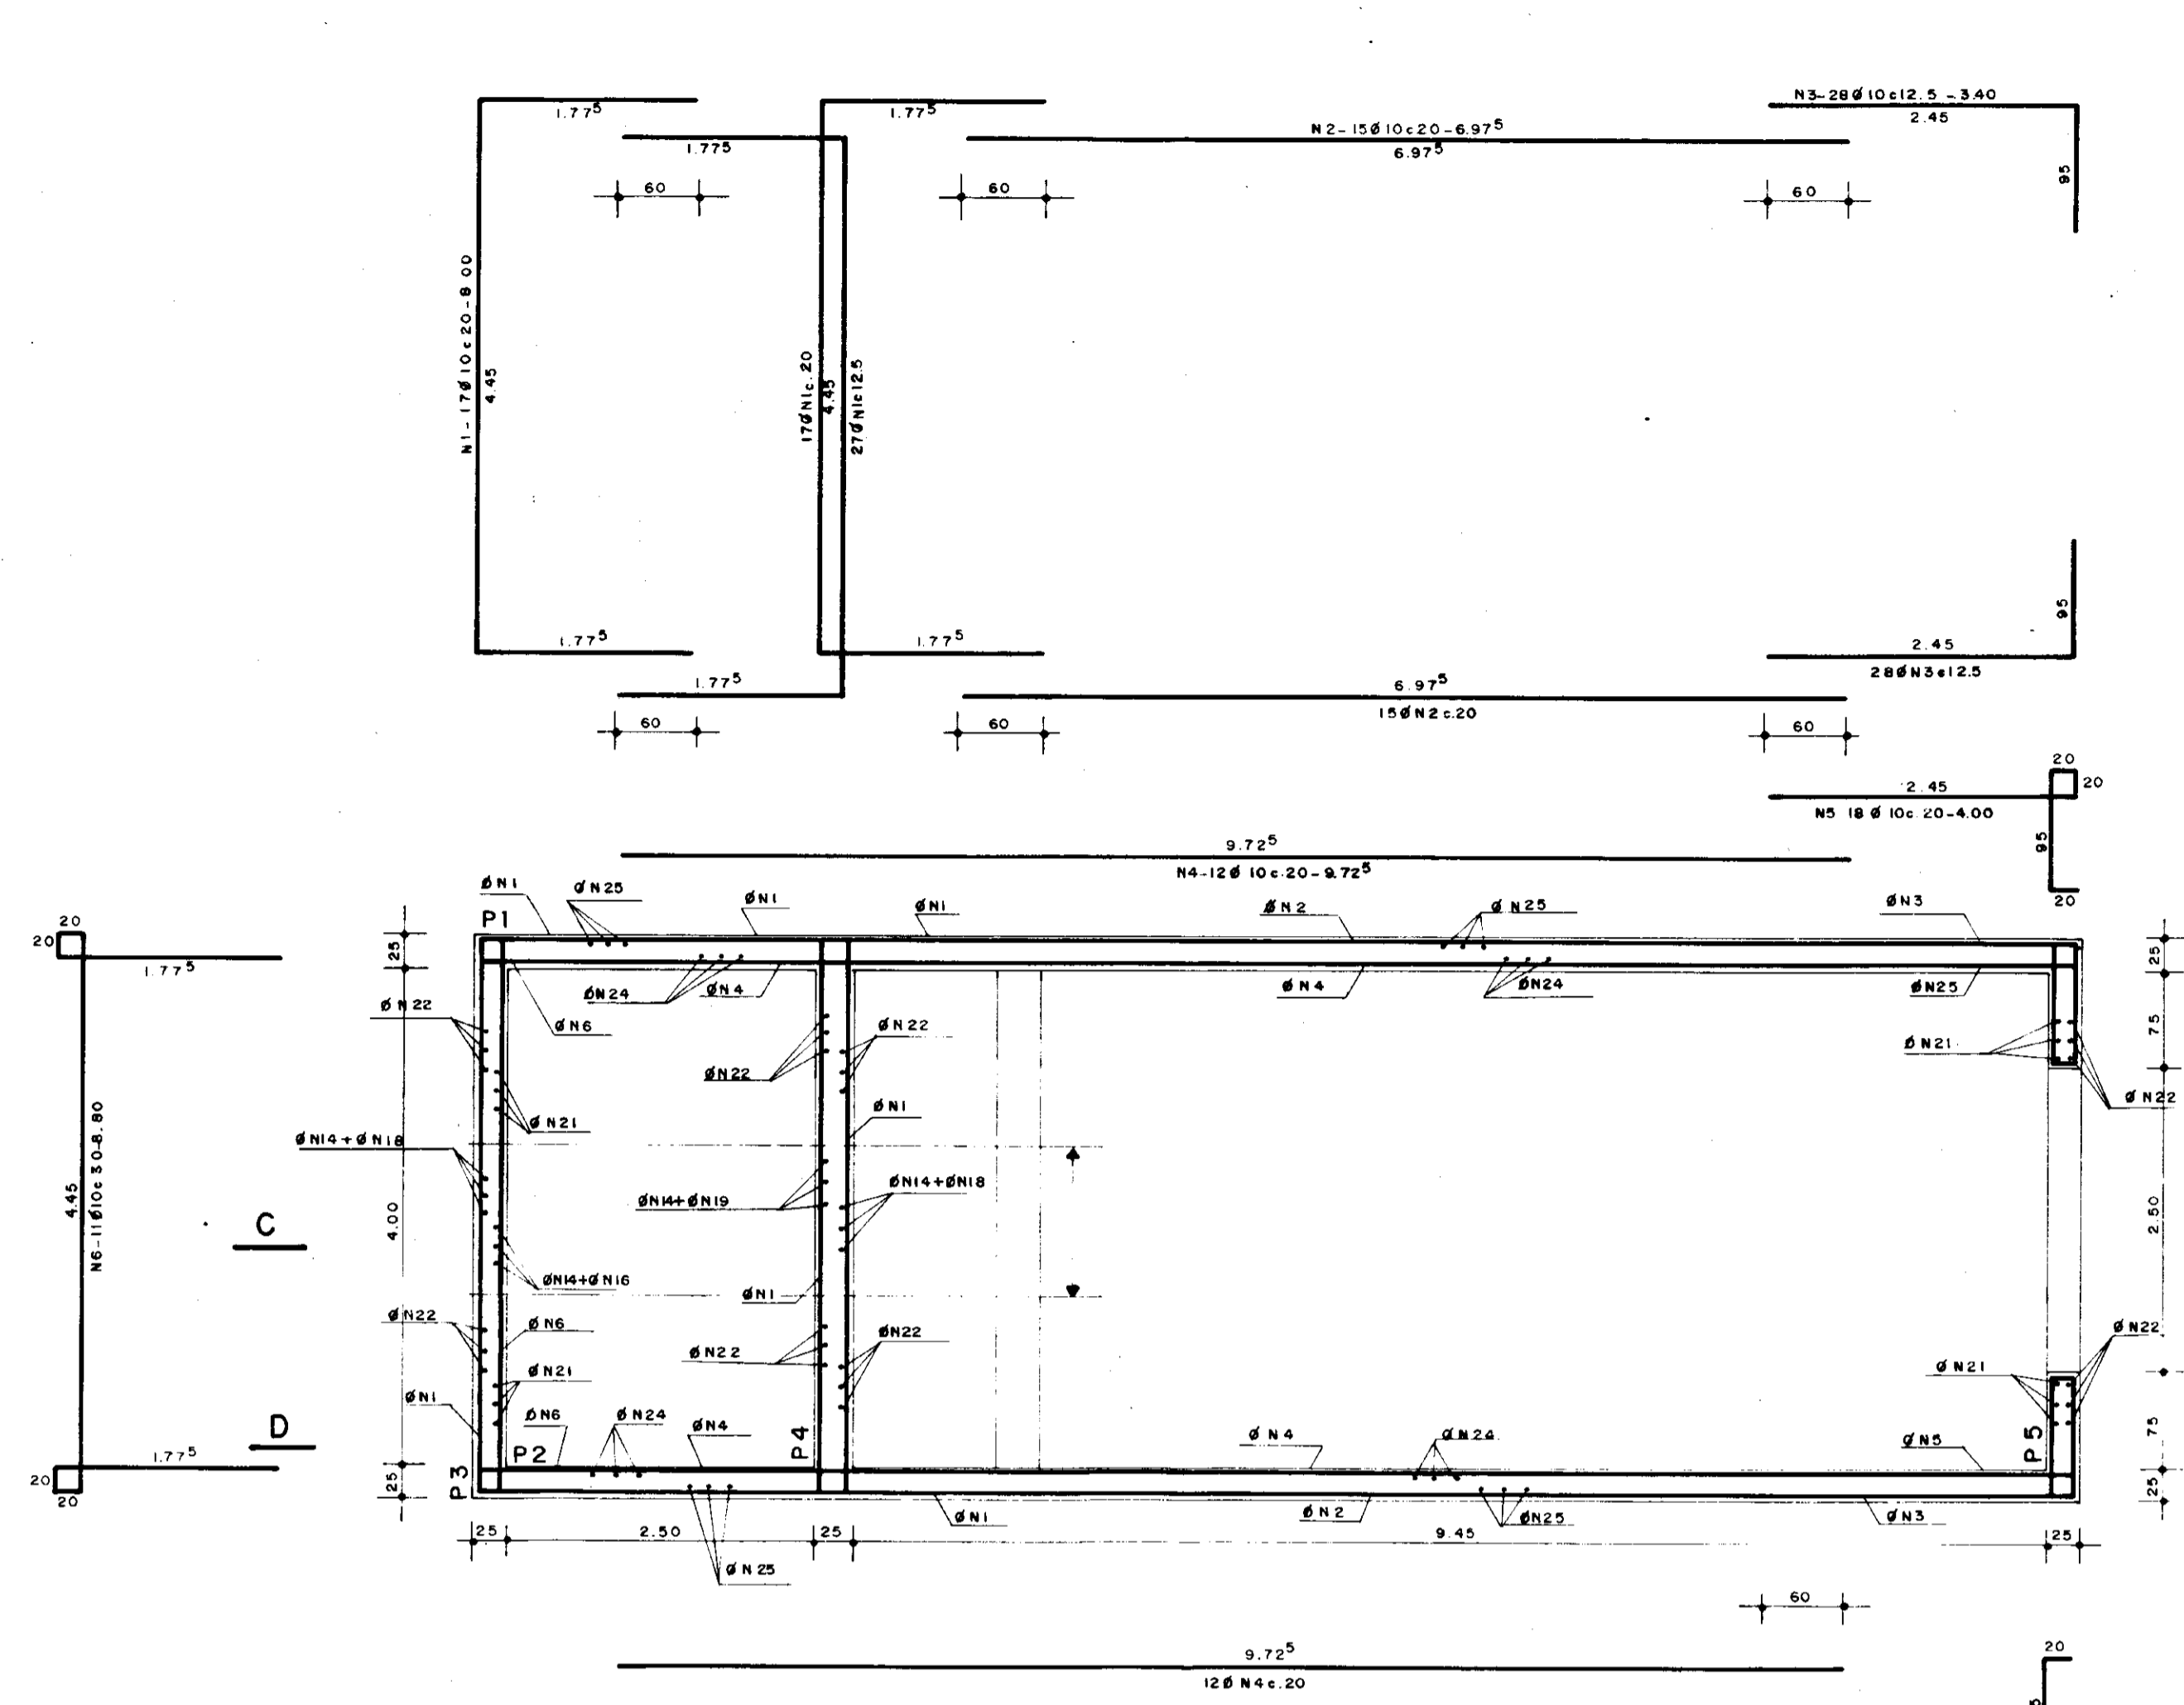 N3-28Ø10c12.5 -3.40
1.77⁵
1.77⁵
2.45
N2-15Ø10c20-6.97⁵
1.775
6.97⁵
95
60
60
60
N1-17Ø10c20-8 00
4.45
17ØN1c.20
4.45
27ØN1c12.5
95
1.77⁵
1.77⁵
2.45
28ØN3c12.5
1.77⁵
6.97⁵
15ØN2c.20
60
60
60
20
20
2.45
N5 18Ø10c.20-4.00
95
20
9.72⁵
N4-12Ø 10c.20-9.72⁵
ØN1
ØN25
ØN1
ØN1
ØN2
ØN25
ØN3
P1
20
20
1.77⁵
25
25
ØN24
ØN4
ØN4
ØN24
ØN25
ØN22
ØN6
ØN22
75
ØN21
ØN22
ØN22
ØN1
ØN21
N6-11Ø10c30-8.80
4.45
ØN14+ØN18
ØN14+ØN19
ØN14+ØN18
4.00
2.50
C
ØN14+ØN16
ØN1
ØN22
ØN6
ØN22
ØN22
ØN22
ØN21
ØN21
ØN1
ØN6
ØN24
ØN4
D
P2
P4
ØN4
ØN24
ØN5
P5
75
1.77⁵
20
20
P3
25
25
ØN1
ØN2
ØN25
ØN3
25
2.50
25
9.45
25
ØN25
60
9.72⁵
12ØN4c.20
20